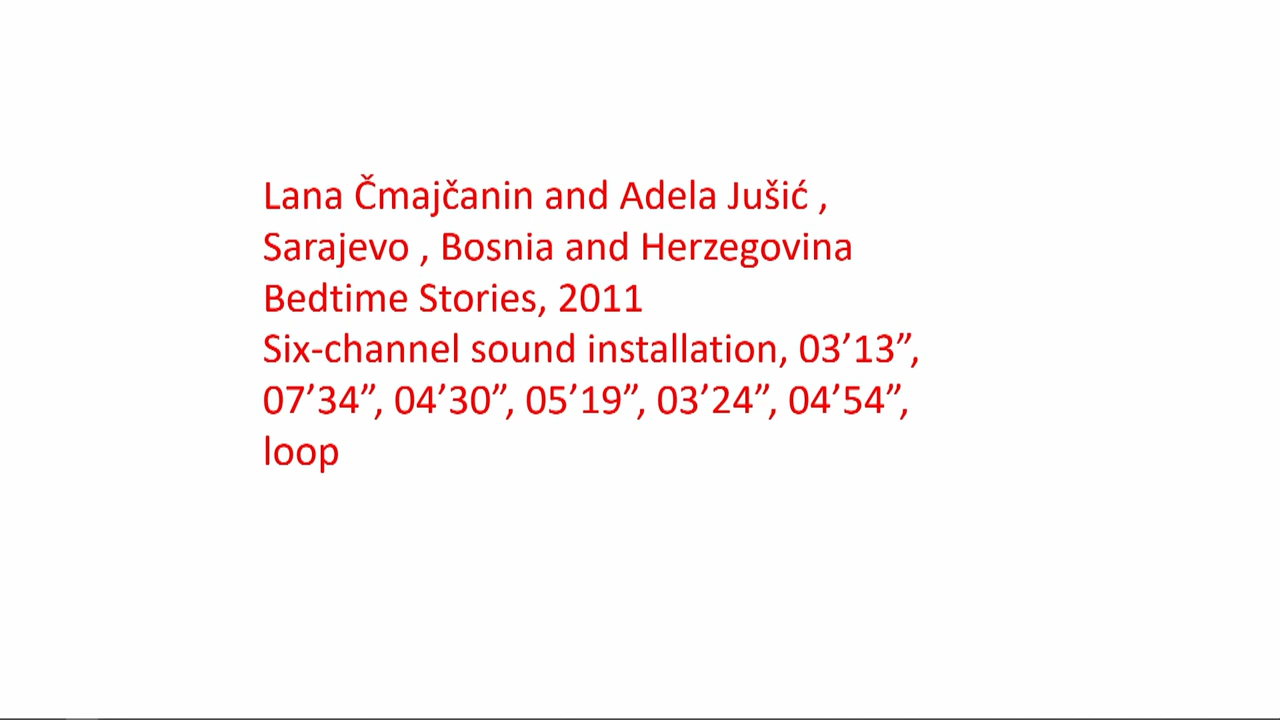 Lana Čmajčanin and Adela Jušić ,
Sarajevo , Bosnia and Herzegovina
Bedtime Stories, 2011
Six-channel sound installation, 03’13”,
07’34”, 04’30”, 05’19”, 03’24”, 04’54”,
loop